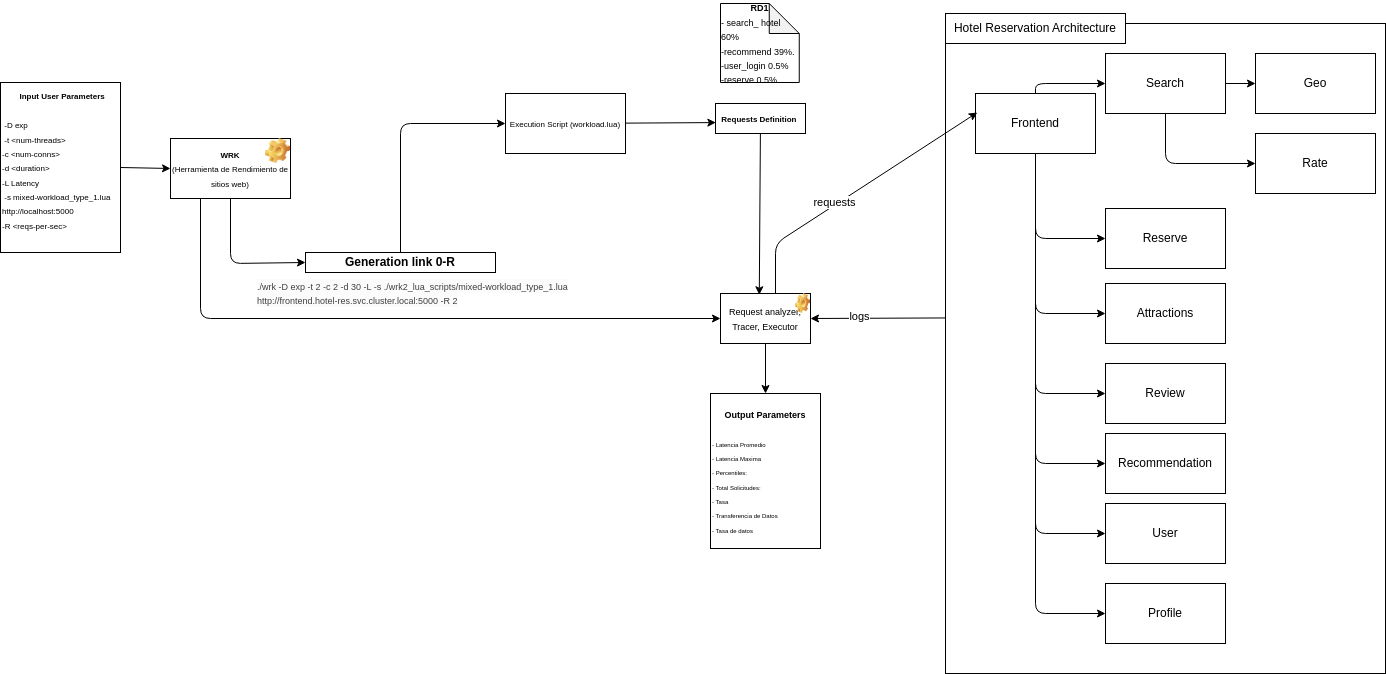 RD1
- search_ hotel
60%
-recommend 39%.
-user_login 0.5%
-reserve 0.5%
Hotel Reservation Architecture
Input User Parameters
-D exp
-t <num-threads>
-c <num-conns>
-d <duration>
-L Latency
-s mixed-workload_type_1.lua
http://localhost:5000
-R <reqs-per-sec>
WRK
(Herramienta de Rendimiento de
sitios web)
Execution Script (workload.lua)
Requests Definition
Generation link 0-R
./wrk -D exp -t 2 -c 2 -d 30 -L -s ./wrk2_lua_scripts/mixed-workload_type_1.lua
http://frontend.hotel-res.svc.cluster.local:5000 -R 2
requests
Request analyzer,
Tracer, Executor
logs
Output Parameters
- Latencia Promedio
- Latencia Maxima
- Percentiles:
- Total Solicitudes:
- Tasa
- Transferencia de Datos
- Tasa de datos
Frontend
Search
Geo
Rate
Reserve
Attractions
Review
Recommendation
User
Profile